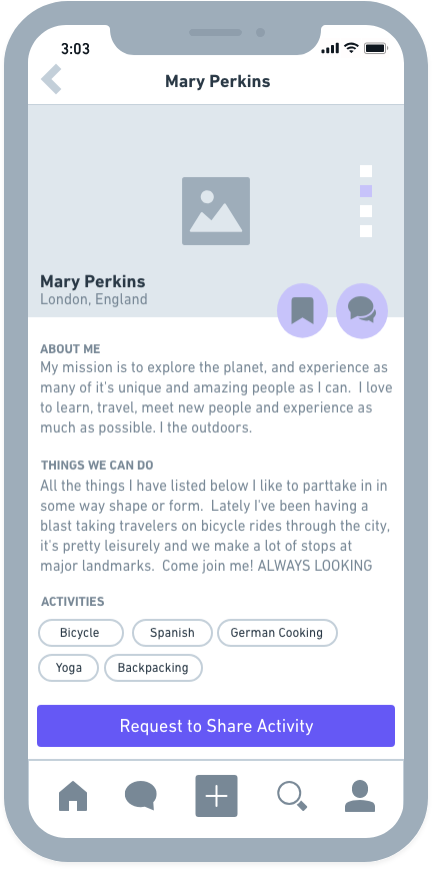 3:03
Mary Perkins
Mary Perkins
London, England
ABOUT ME
My mission is to explore the planet, and experience as
many of it's unique and amazing people as I can. I love
to learn, travel, meet new people and experience as
much as possible. I the outdoors.
THINGS WE CAN DO
All the things I have listed below I like to parttake in in
some way shape or form. Lately I've been having a
blast taking travelers on bicycle rides through the city,
it's pretty leisurely and we make a lot of stops at
major landmarks. Come join me! ALWAYS LOOKING
ACTIVITIES
Bicycle Spanish German Cooking
Yoga Backpacking
Request to Share Activity